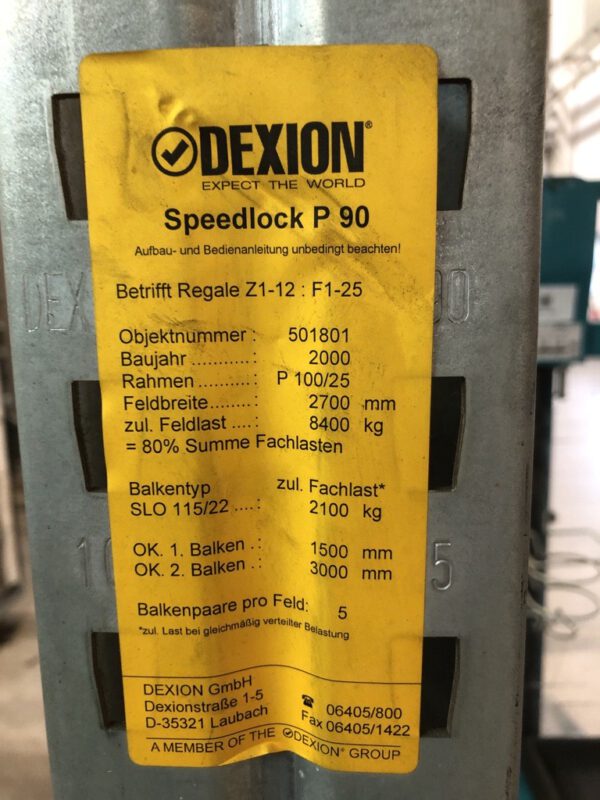 DEXION®
EXPECT THE WORLD
Speedlock P 90
Aufbau- und Bedienanleitung unbedingt beachten!
Betrifft Regale Z1-12 : F1-25
Objektnummer : 501801
Baujahr ...........: 2000
Rahmen ..........: P 100/25
Feldbreite........: 2700 mm
zul. Feldlast ....: 8400 kg
= 80% Summe Fachlasten
Balkentyp zul. Fachlast*
SLO 115/22 ....: 2100 kg
OK. 1. Balken .: 1500 mm
OK. 2. Balken .: 3000 mm
Balkenpaare pro Feld: 5
*zul. Last bei gleichmäßig verteilter Belastung
DEXION GmbH
Dexionstraße 1-5 ☎ 06405/800
D-35321 Laubach Fax 06405/1422
A MEMBER OF THE DEXION® GROUP
DEX
90
10
5